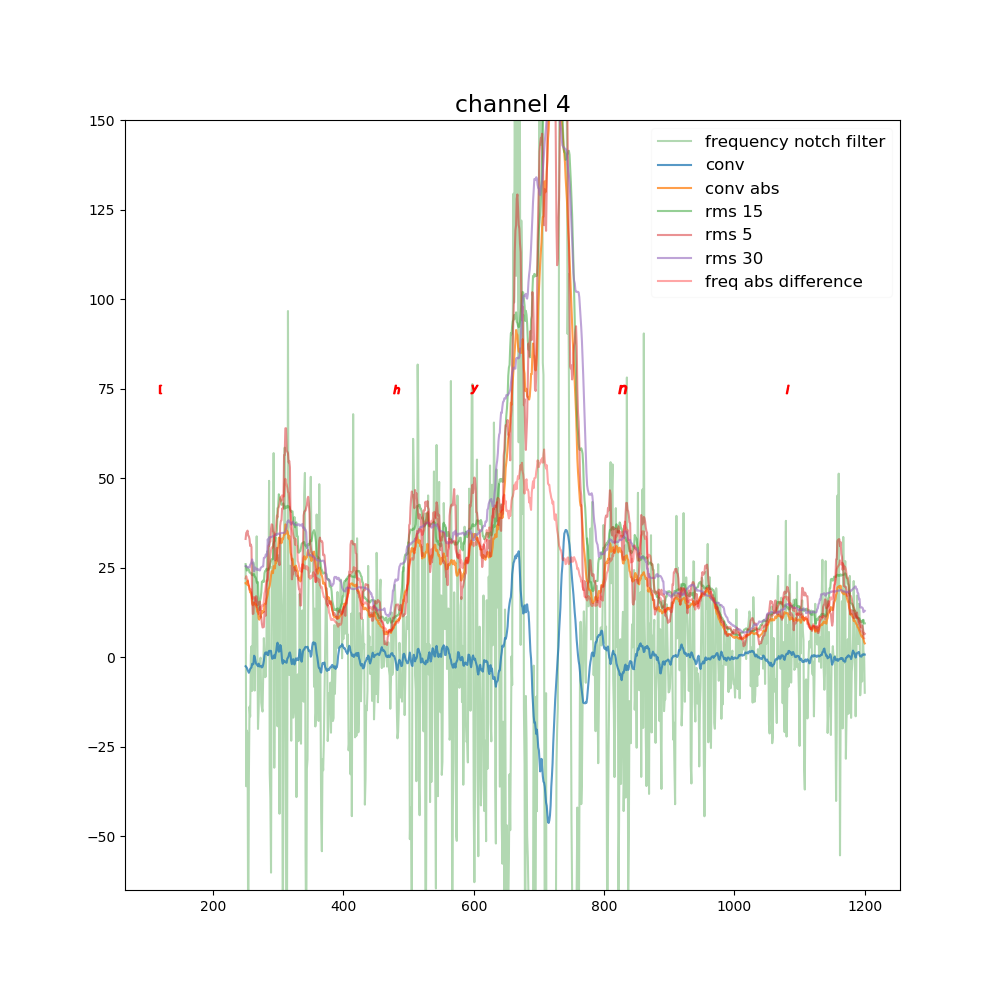 channel 4
150
125
100
75
50
25
0
−25
−50
frequency notch filter
conv
conv abs
rms 15
rms 5
rms 30
freq abs difference
h y n l
200 400 600 800 1000 1200